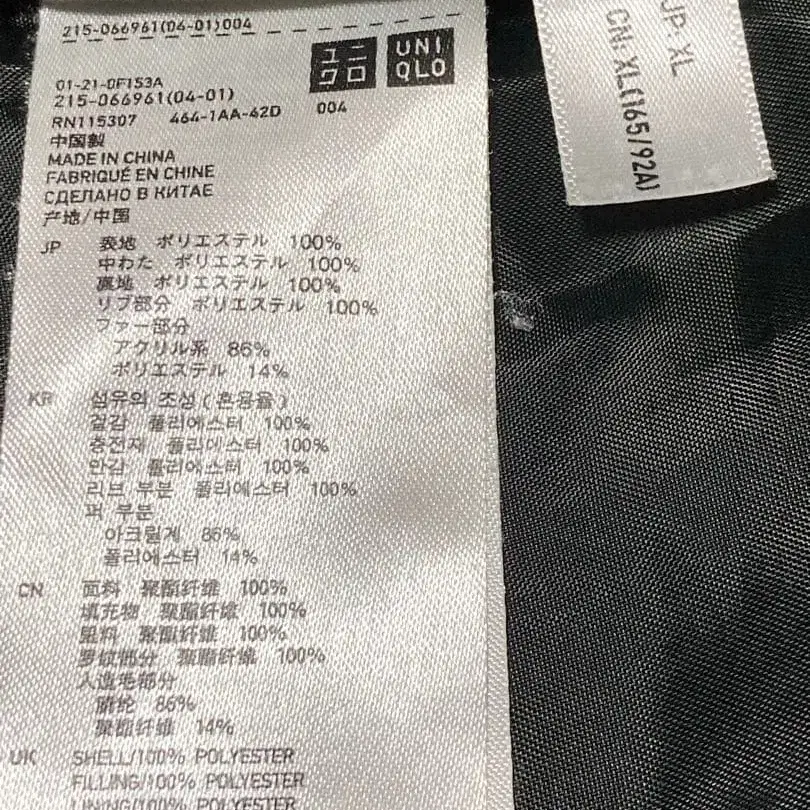 215-066961(04-01)004
ユニ
クロ
UNI
QLO
01-21-0F153A
215-066961(04-01)
RN115307 464-1AA-42D 004
中国製
MADE IN CHINA
FABRIQUÉ EN CHINE
СДЕЛАНО В КИТАЕ
产地/中国
JP 表地 ポリエステル 100%
中わた ポリエステル 100%
裏地 ポリエステル 100%
リブ部分 ポリエステル 100%
ファー部分
アクリル系 86%
ポリエステル 14%
KR 섬유의 조성(혼용율)
겉감 폴리에스터 100%
충전재 폴리에스터 100%
안감 폴리에스터 100%
리브 부분 폴리에스터 100%
퍼 부분
아크릴계 86%
폴리에스터 14%
CN 面料 聚酯纤维 100%
填充物 聚酯纤维 100%
里料 聚酯纤维 100%
罗纹部分 聚酯纤维 100%
人造毛部分
腈纶 86%
聚酯纤维 14%
UK SHELL/100% POLYESTER
FILLING/100% POLYESTER
LINING/100% POLYESTER
JP: XL
CN: XL(165/92A)